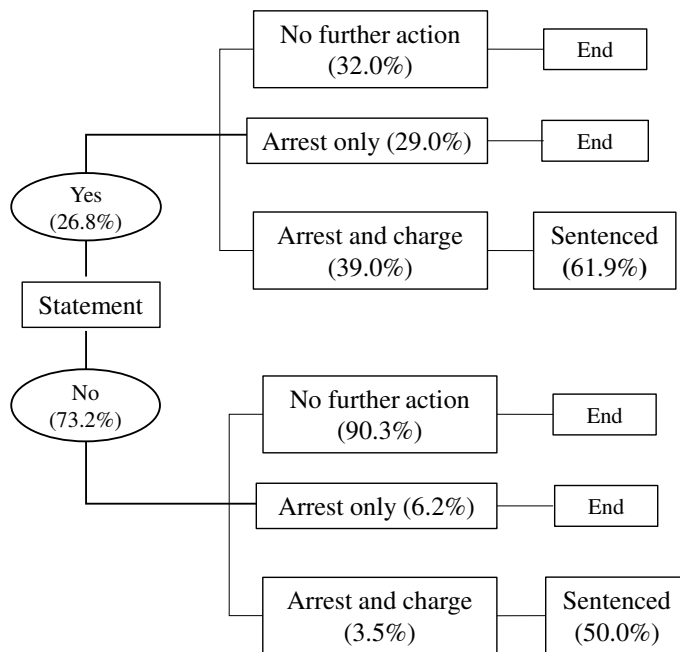 No further action
(32.0%)
End
Arrest only (29.0%)
End
Yes
(26.8%)
Arrest and charge
(39.0%)
Sentenced
(61.9%)
Statement
No
(73.2%)
No further action
(90.3%)
End
Arrest only (6.2%)
End
Arrest and charge
(3.5%)
Sentenced
(50.0%)